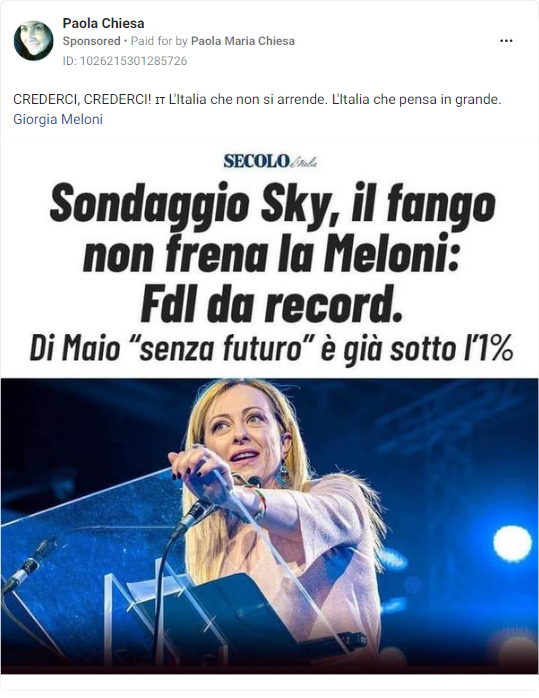 Paola Chiesa
Sponsored • Paid for by Paola Maria Chiesa
ID: 1026215301285726
CREDERCI, CREDERCI! ɪᴛ L'Italia che non si arrende. L'Italia che pensa in grande.
Giorgia Meloni
SECOLO d'Italia
Sondaggio Sky, il fango
non frena la Meloni:
FdI da record.
Di Maio “senza futuro” è già sotto l’1%